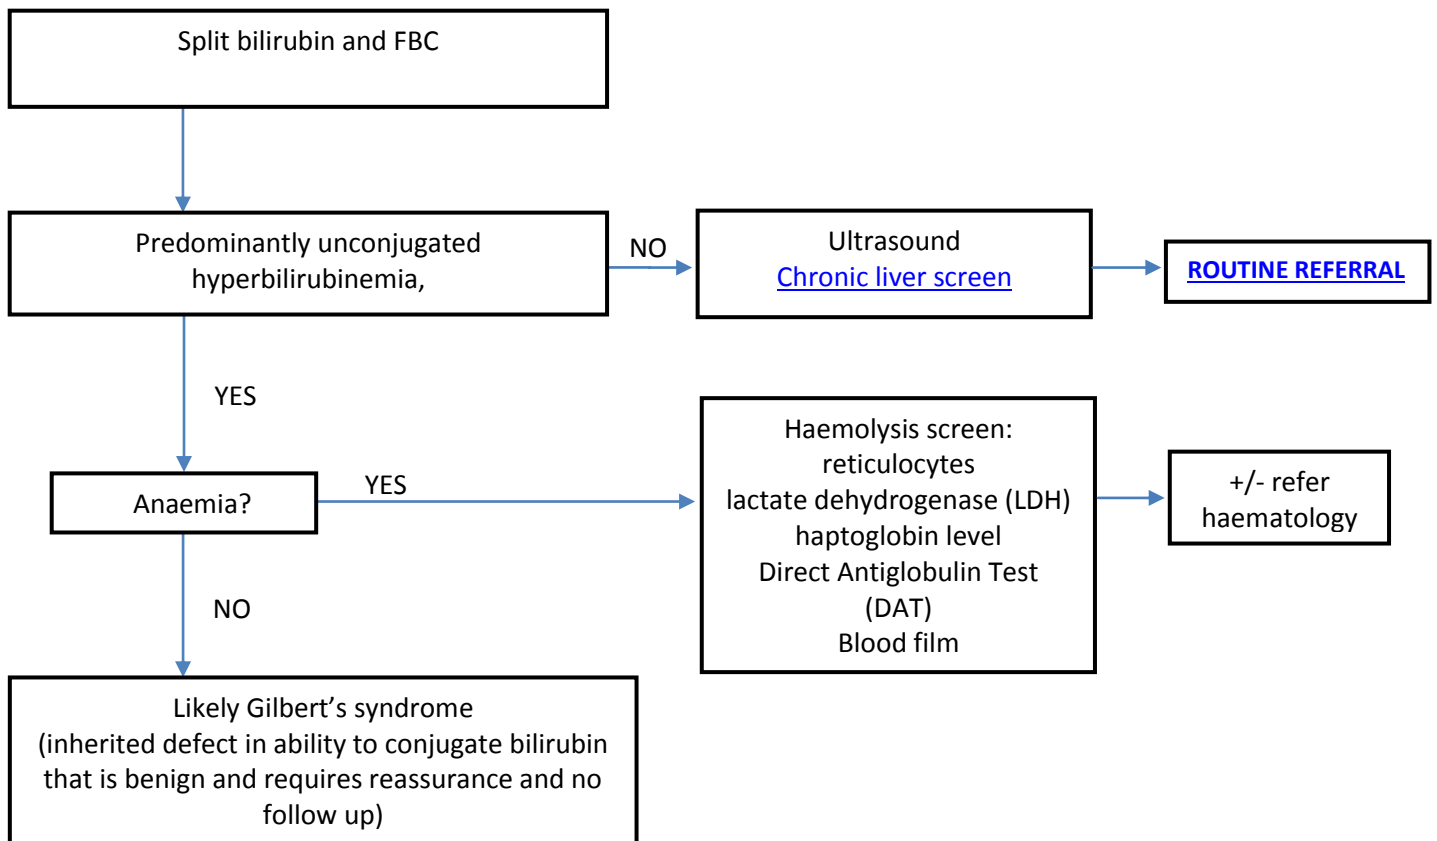 Split bilirubin and FBC
Predominantly unconjugated
hyperbilirubinemia,
NO
Ultrasound
Chronic liver screen
ROUTINE REFERRAL
YES
Anaemia?
YES
Haemolysis screen:
reticulocytes
lactate dehydrogenase (LDH)
haptoglobin level
Direct Antiglobulin Test
(DAT)
Blood film
+/- refer
haematology
NO
Likely Gilbert’s syndrome
(inherited defect in ability to conjugate bilirubin
that is benign and requires reassurance and no
follow up)